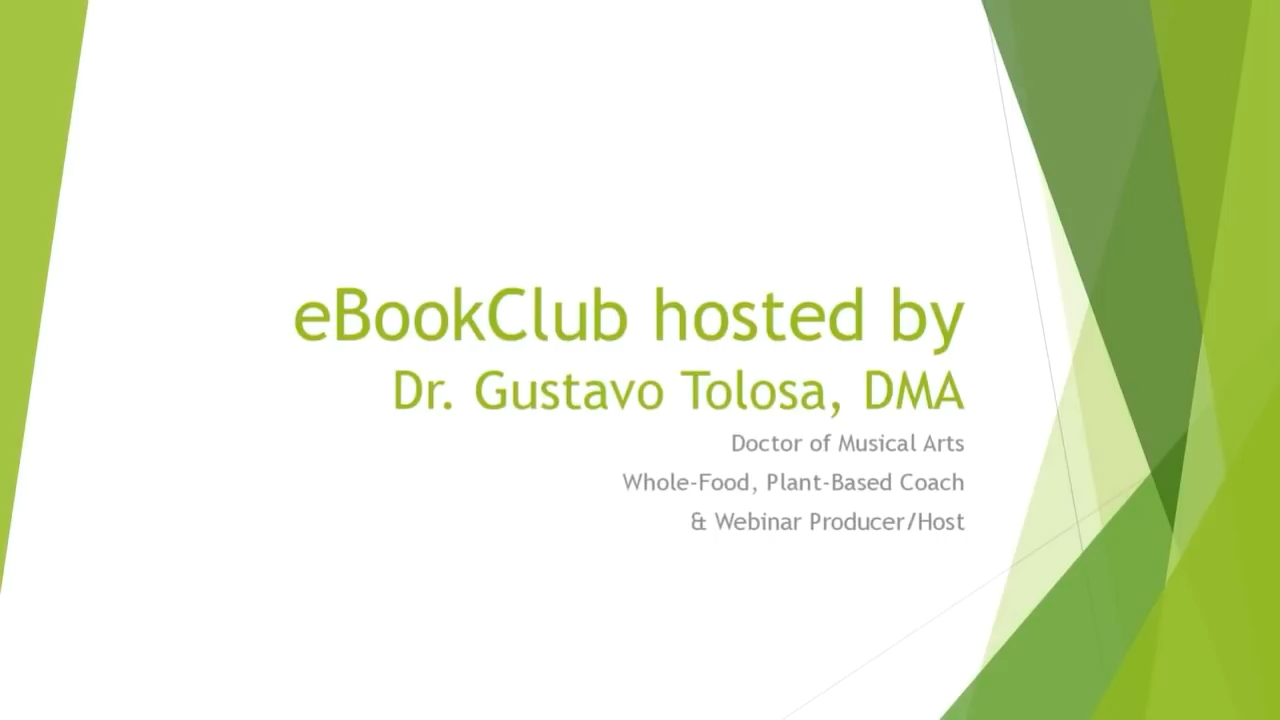 eBookClub hosted by
Dr. Gustavo Tolosa, DMA
Doctor of Musical Arts
Whole-Food, Plant-Based Coach
& Webinar Producer/Host